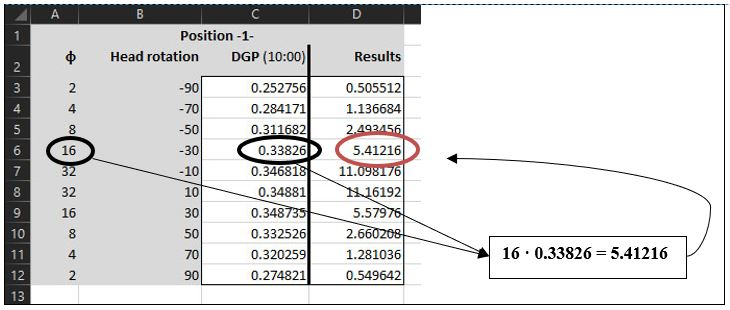 A B C D
1 Position -1-
2 ϕ Head rotation DGP (10:00) Results
3 2 -90 0.252756 0.505512
4 4 -70 0.284171 1.136684
5 8 -50 0.311682 2.493456
6 16 -30 0.33826 5.41216
7 32 -10 0.346818 11.098176
8 32 10 0.34881 11.16192
9 16 30 0.348735 5.57976
10 8 50 0.332526 2.660208
11 4 70 0.320259 1.281036
12 2 90 0.274821 0.549642
13
16 · 0.33826 = 5.41216